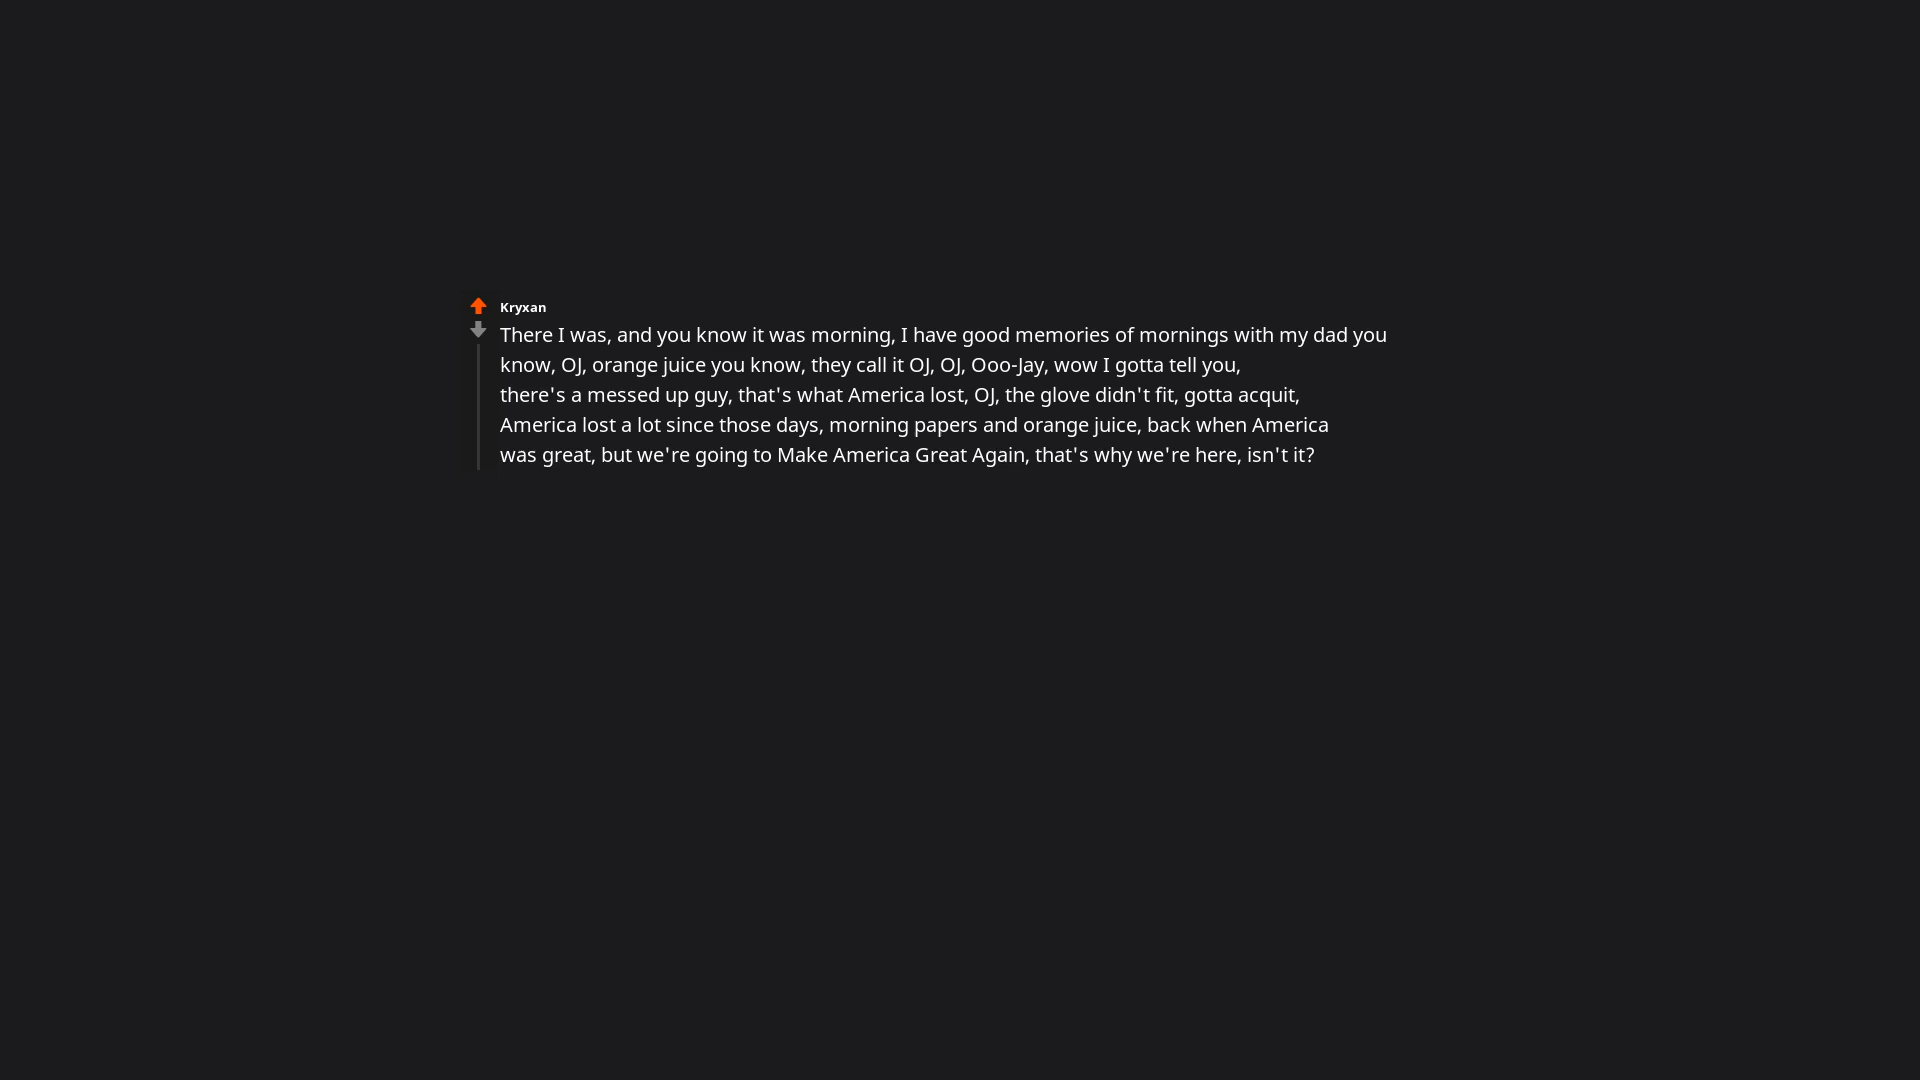 Kryxan
There I was, and you know it was morning, I have good memories of mornings with my dad you
know, OJ, orange juice you know, they call it OJ, OJ, Ooo-Jay, wow I gotta tell you,
there's a messed up guy, that's what America lost, OJ, the glove didn't fit, gotta acquit,
America lost a lot since those days, morning papers and orange juice, back when America
was great, but we're going to Make America Great Again, that's why we're here, isn't it?